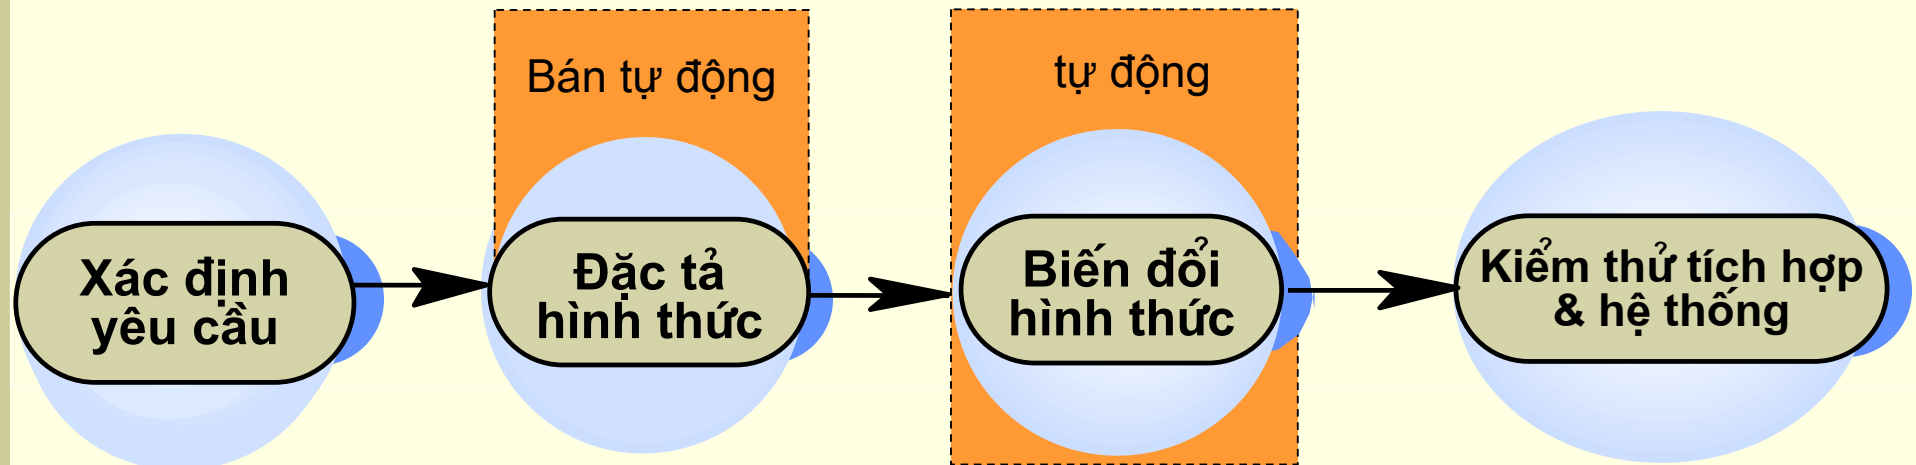 Bán tự động
tự động
Xác định
yêu cầu
Đặc tả
hình thức
Biến đổi
hình thức
Kiểm thử tích hợp
& hệ thống